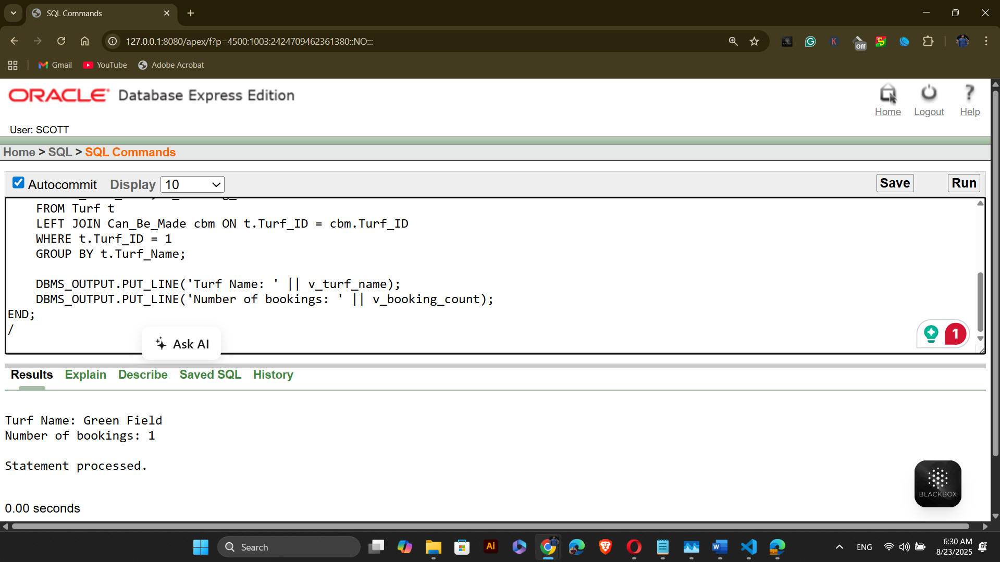 SQL Commands
127.0.0.1:8080/apex/f?p=4500:1003:2424709462361380::NO:::
K
Off
S
Gmail
YouTube
Adobe Acrobat
ORACLE Database Express Edition
Home
Logout
? Help
User: SCOTT
Home > SQL > SQL Commands
Autocommit
Display 10
Save
Run
FROM Turf t
LEFT JOIN Can_Be_Made cbm ON t.Turf_ID = cbm.Turf_ID
WHERE t.Turf_ID = 1
GROUP BY t.Turf_Name;
DBMS_OUTPUT.PUT_LINE('Turf Name: ' || v_turf_name);
DBMS_OUTPUT.PUT_LINE('Number of bookings: ' || v_booking_count);
END;
/
Ask AI
1
Results Explain Describe Saved SQL History
Turf Name: Green Field
Number of bookings: 1
Statement processed.
BLACKBOX
0.00 seconds
Search
Ai
W
ENG
6:30 AM
8/23/2025